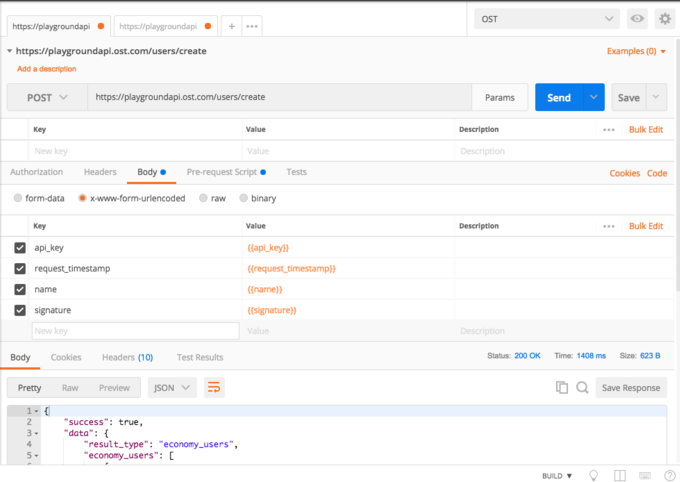 https://playgroundapi https://playgroundapi + ••• OST
https://playgroundapi.ost.com/users/create Examples (0)
Add a description
POST https://playgroundapi.ost.com/users/create Params Send Save
Key Value Description ••• Bulk Edit
New key Value Description
Authorization Headers Body Pre-request Script Tests Cookies Code
form-data x-www-form-urlencoded raw binary
Key Value Description ••• Bulk Edit
api_key {{api_key}}
request_timestamp {{request_timestamp}}
name {{name}}
signature {{signature}}
New key Value Description
Body Cookies Headers (10) Test Results Status: 200 OK Time: 1408 ms Size: 623 B
Pretty Raw Preview JSON Save Response
1 {
2 "success": true,
3 "data": {
4 "result_type": "economy_users",
5 "economy_users": [
BUILD